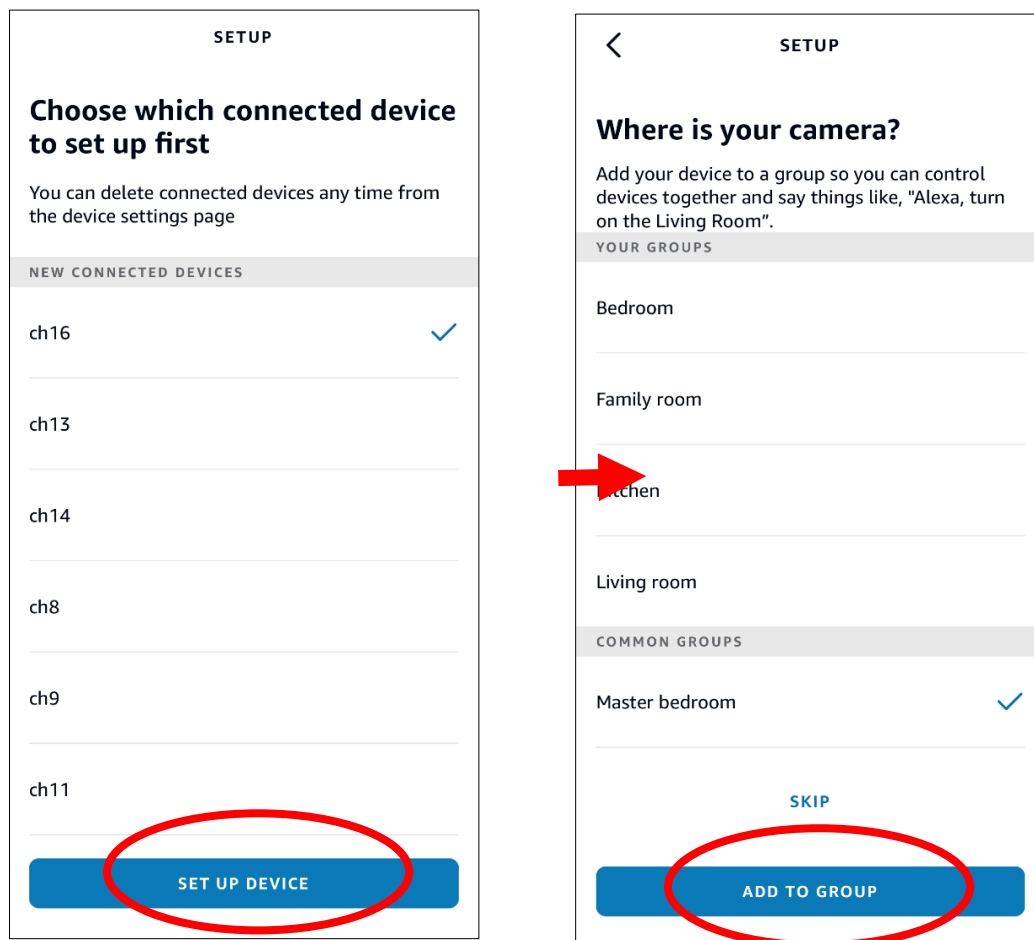 SETUP
Choose which connected device
to set up first
You can delete connected devices any time from
the device settings page
NEW CONNECTED DEVICES
ch16
ch13
ch14
ch8
ch9
ch11
SET UP DEVICE
SETUP
Where is your camera?
Add your device to a group so you can control
devices together and say things like, "Alexa, turn
on the Living Room”.
YOUR GROUPS
Bedroom
Family room
Kitchen
Living room
COMMON GROUPS
Master bedroom
SKIP
ADD TO GROUP